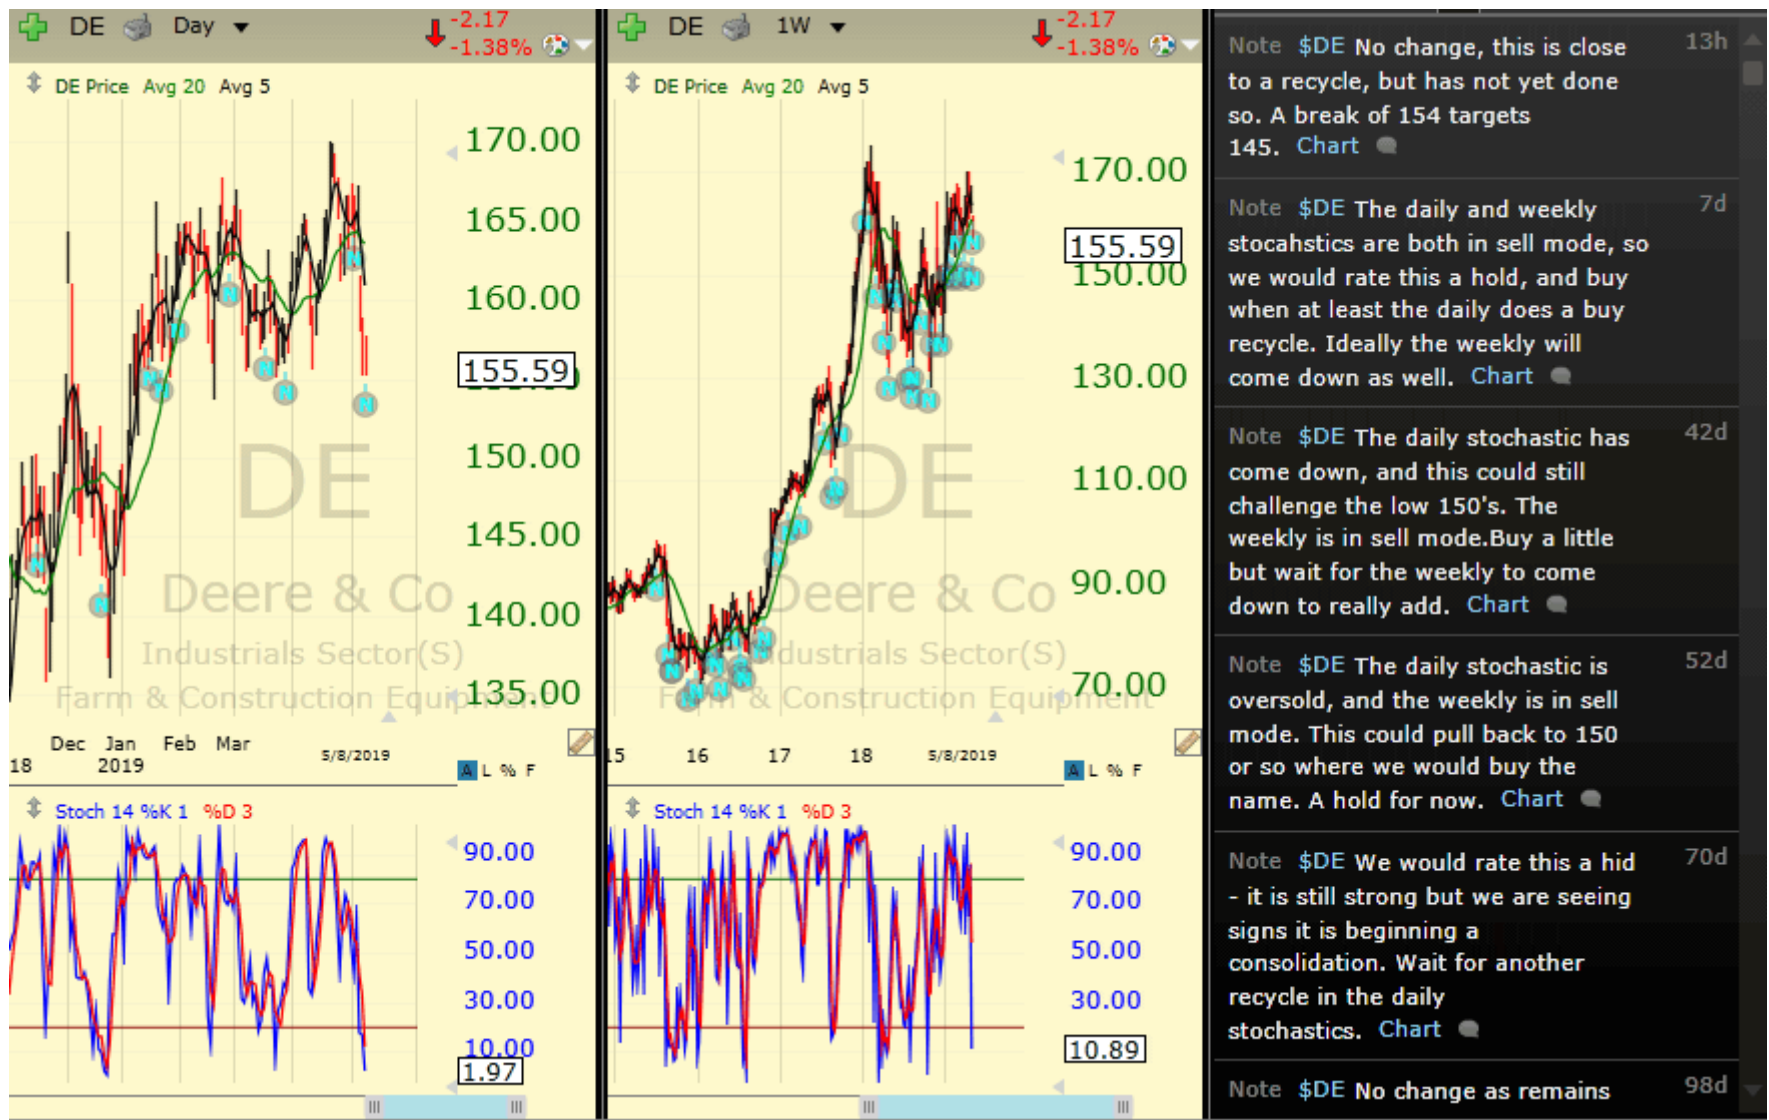 DE Day -2.17
-1.38%
DE Price Avg 20 Avg 5
170.00
165.00
160.00
155.59
150.00
145.00
140.00
135.00
DE
Deere & Co
Industrials Sector(S)
Farm & Construction Equipment
N
N
N
N
N
N
N
N
N
N
Dec Jan Feb Mar 5/8/2019
18 2019
A L % F
Stoch 14 %K 1 %D 3
90.00
70.00
50.00
30.00
10.00
1.97
DE 1W -2.17
-1.38%
DE Price Avg 20 Avg 5
170.00
155.59
150.00
130.00
110.00
90.00
70.00
DE
Deere & Co
Industrials Sector(S)
Farm & Construction Equipment
15 16 17 18 5/8/2019
A L % F
Stoch 14 %K 1 %D 3
90.00
70.00
50.00
30.00
10.89
Note $DE No change, this is close 13h
to a recycle, but has not yet done
so. A break of 154 targets
145. Chart
Note $DE The daily and weekly 7d
stocahstics are both in sell mode, so
we would rate this a hold, and buy
when at least the daily does a buy
recycle. Ideally the weekly will
come down as well. Chart
Note $DE The daily stochastic has 42d
come down, and this could still
challenge the low 150's. The
weekly is in sell mode.Buy a little
but wait for the weekly to come
down to really add. Chart
Note $DE The daily stochastic is 52d
oversold, and the weekly is in sell
mode. This could pull back to 150
or so where we would buy the
name. A hold for now. Chart
Note $DE We would rate this a hid 70d
- it is still strong but we are seeing
signs it is beginning a
consolidation. Wait for another
recycle in the daily
stochastics. Chart
Note $DE No change as remains 98d